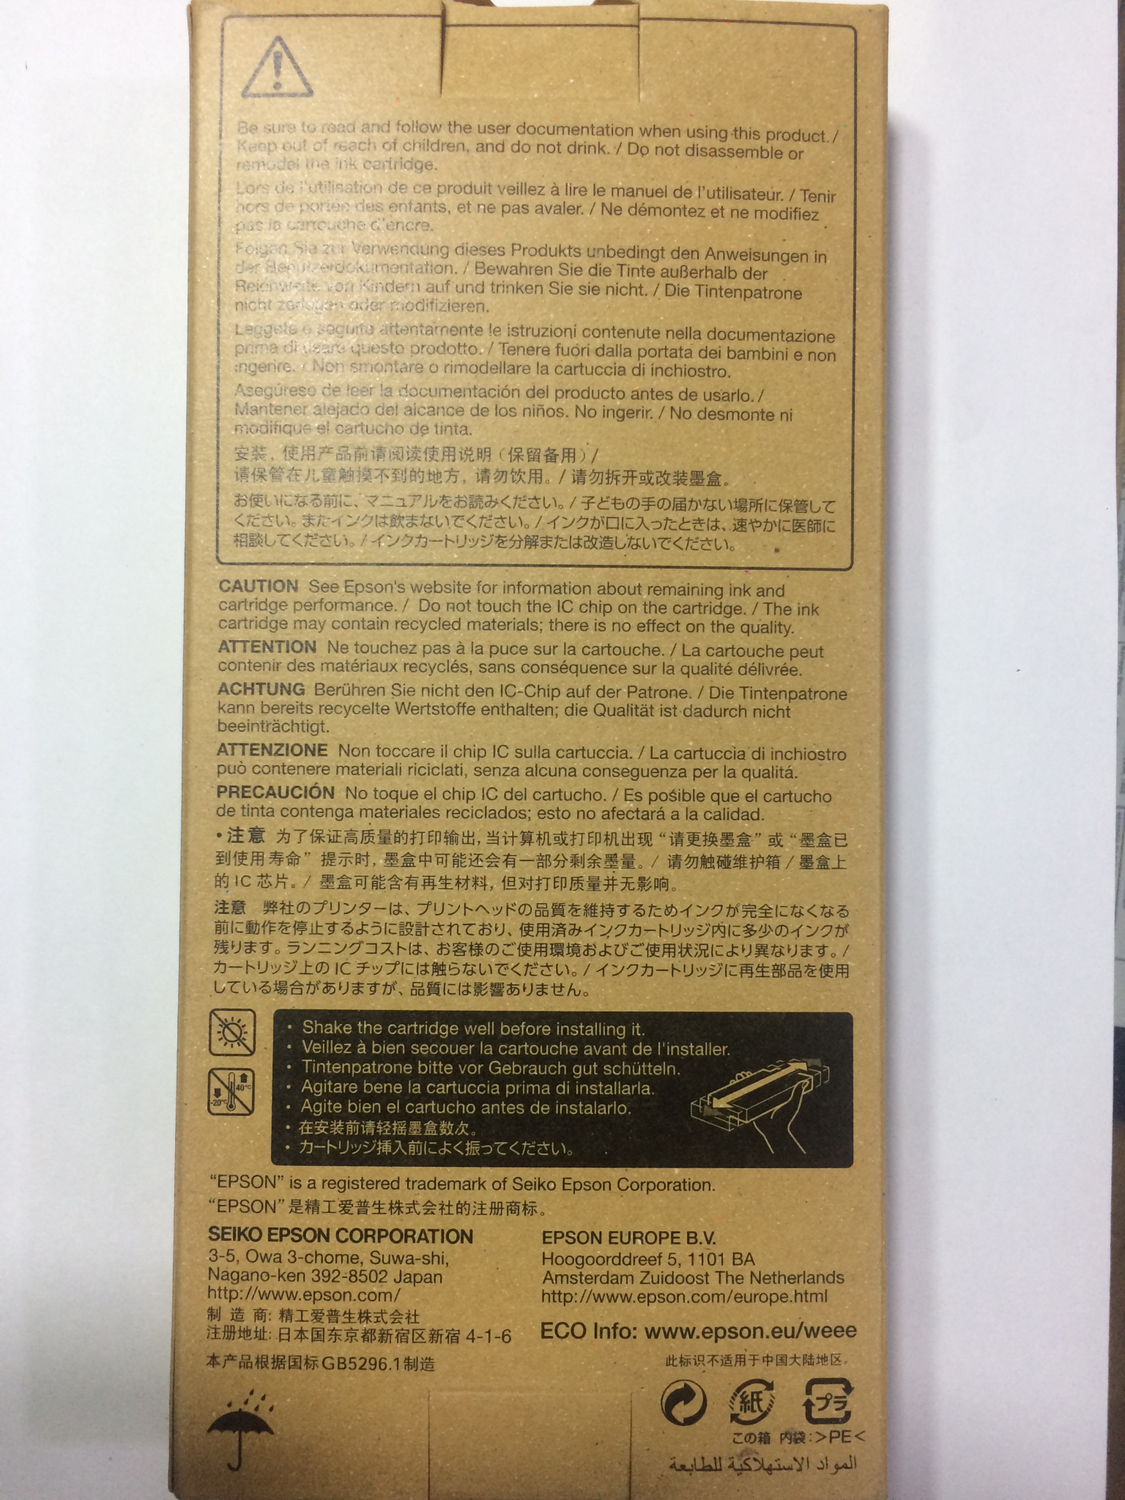 Be sure to read and follow the user documentation when using this product. /
Keep out of reach of children, and do not drink. / Do not disassemble or
remodel the ink cartridge.
Lors de l'utilisation de ce produit veillez à lire le manuel de l'utilisateur. / Tenir
hors de portée des enfants, et ne pas avaler. / Ne démontez et ne modifiez
pas la cartouche d'encre.
Folgen Sie zur Verwendung dieses Produkts unbedingt den Anweisungen in
der Benutzerdokumentation. / Bewahren Sie die Tinte außerhalb der
Reichweite von Kindern auf und trinken Sie sie nicht. / Die Tintenpatrone
nicht zerlegen oder modifizieren.
Leggete e seguite attentamente le istruzioni contenute nella documentazione
prima di usare questo prodotto. / Tenere fuori dalla portata dei bambini e non
ingerire. / Non smontare o rimodellare la cartuccia di inchiostro.
Asegúrese de leer la documentación del producto antes de usarlo. /
Mantener alejado del alcance de los niños. No ingerir. / No desmonte ni
modifique el cartucho de tinta.
安装，使用产品前请阅读使用说明（保留备用）/
请保管在儿童触摸不到的地方，请勿饮用。/ 请勿拆开或改装墨盒。
お使いになる前に、マニュアルをお読みください。/ 子どもの手の届かない場所に保管して
ください。またインクは飲まないでください。/ インクが口に入ったときは、速やかに医師に
相談してください。/ インクカートリッジを分解または改造しないでください。
CAUTION See Epson's website for information about remaining ink and
cartridge performance. / Do not touch the IC chip on the cartridge. / The ink
cartridge may contain recycled materials; there is no effect on the quality.
ATTENTION Ne touchez pas à la puce sur la cartouche. / La cartouche peut
contenir des matériaux recyclés, sans conséquence sur la qualité délivrée.
ACHTUNG Berühren Sie nicht den IC-Chip auf der Patrone. / Die Tintenpatrone
kann bereits recycelte Wertstoffe enthalten; die Qualität ist dadurch nicht
beeinträchtigt.
ATTENZIONE Non toccare il chip IC sulla cartuccia. / La cartuccia di inchiostro
può contenere materiali riciclati, senza alcuna conseguenza per la qualitá.
PRECAUCIÓN No toque el chip IC del cartucho. / Es posible que el cartucho
de tinta contenga materiales reciclados; esto no afectará a la calidad.
•注意 为了保证高质量的打印输出，当计算机或打印机出现“请更换墨盒”或“墨盒已
到使用寿命”提示时，墨盒中可能还会有一部分剩余墨量。/ 请勿触碰维护箱 / 墨盒上
的 IC 芯片。/ 墨盒可能含有再生材料，但对打印质量并无影响。
注意 弊社のプリンターは、プリントヘッドの品質を維持するためインクが完全になくなる
前に動作を停止するように設計されており、使用済みインクカートリッジ内に多少のインクが
残ります。ランニングコストは、お客様のご使用環境およびご使用状況により異なります。/
カートリッジ上の IC チップには触らないでください。/ インクカートリッジに再生部品を使用
している場合がありますが、品質には影響ありません。
• Shake the cartridge well before installing it.
• Veillez à bien secouer la cartouche avant de l'installer.
• Tintenpatrone bitte vor Gebrauch gut schütteln.
• Agitare bene la cartuccia prima di installarla.
• Agite bien el cartucho antes de instalarlo.
• 在安装前请轻摇墨盒数次。
• カートリッジ挿入前によく振ってください。
-20°C 40°C
“EPSON” is a registered trademark of Seiko Epson Corporation.
“EPSON”是精工爱普生株式会社的注册商标。
SEIKO EPSON CORPORATION
3-5, Owa 3-chome, Suwa-shi,
Nagano-ken 392-8502 Japan
http://www.epson.com/
制 造 商: 精工爱普生株式会社
注册地址: 日本国东京都新宿区新宿 4-1-6
本产品根据国标GB5296.1制造
EPSON EUROPE B.V.
Hoogoorddreef 5, 1101 BA
Amsterdam Zuidoost The Netherlands
http://www.epson.com/europe.html
ECO Info: www.epson.eu/weee
此标识不适用于中国大陆地区.
紙 プラ
この箱 内袋:>PE<
المواد الاستهلاكية للطابعة